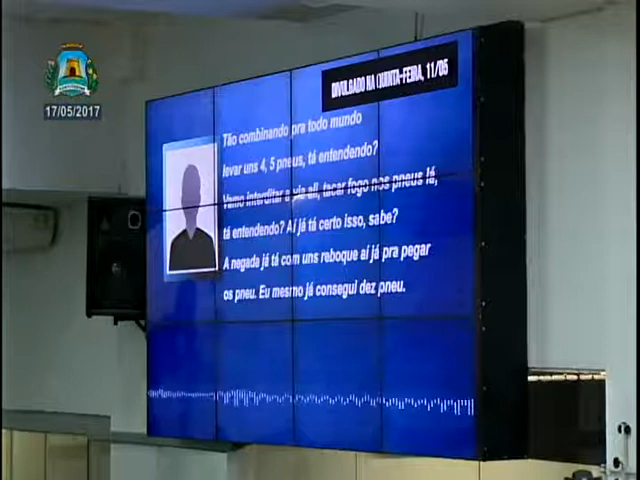 17/05/2017
DIVULGADO NA QUINTA-FEIRA, 11/05
Tão combinando pra todo mundo
levar uns 4, 5 pneus, tá entendendo?
Vamo interditar a via ali, tacar fogo nos pneus lá,
tá entendendo? Aí já tá certo isso, sabe?
A negada já tá com uns reboque aí já pra pegar
os pneu. Eu mesmo já consegui dez pneu.